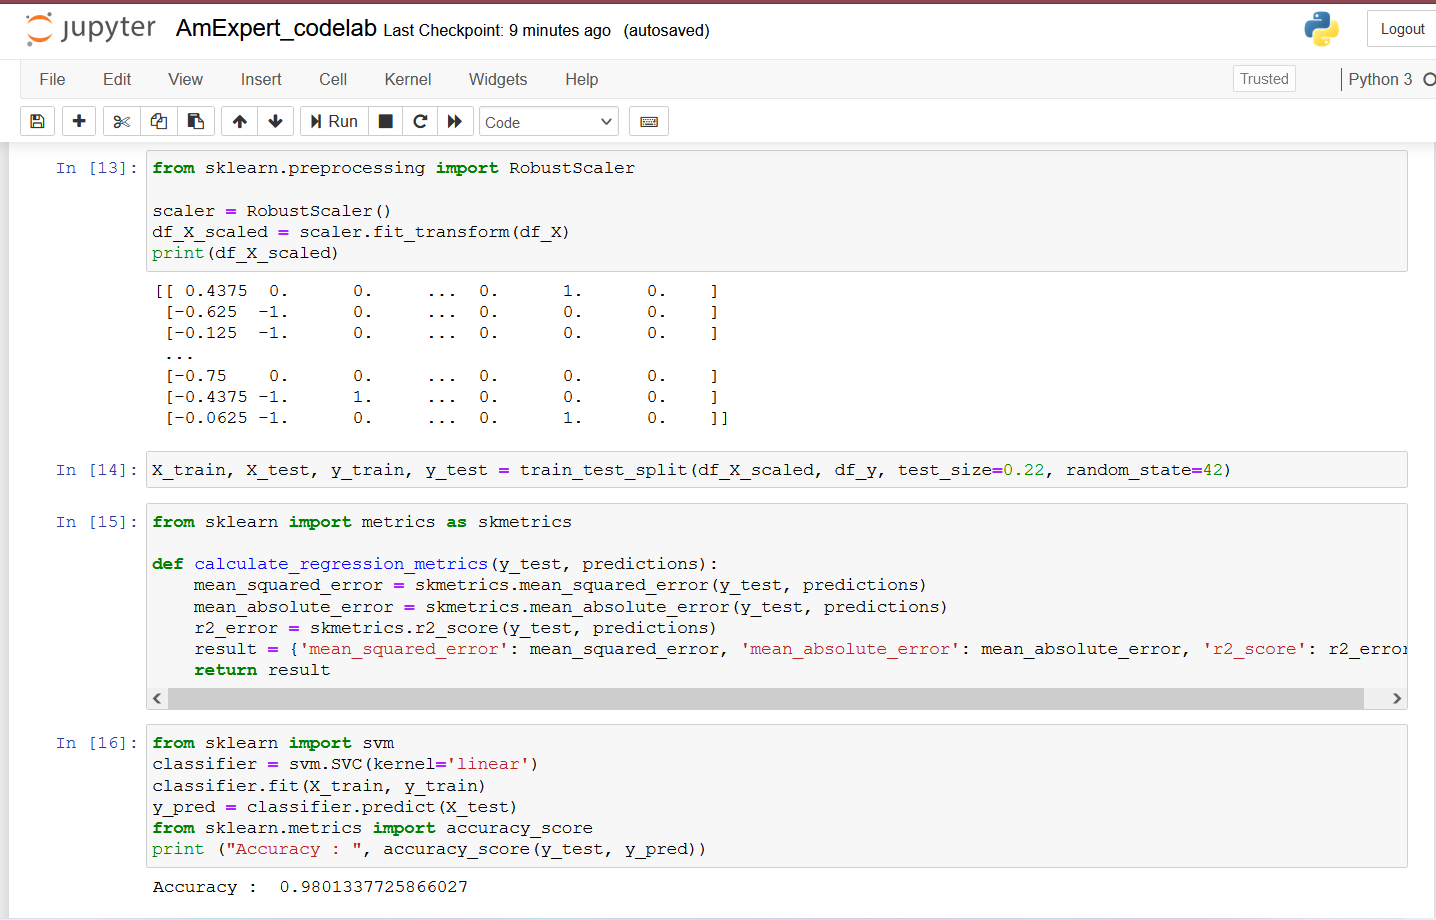 jupyter AmExpert_codelab Last Checkpoint: 9 minutes ago (autosaved)
Logout
File Edit View Insert Cell Kernel Widgets Help
Trusted Python 3
Run Code
In [13]: from sklearn.preprocessing import RobustScaler
scaler = RobustScaler()
df_X_scaled = scaler.fit_transform(df_X)
print(df_X_scaled)
[[ 0.4375  0.      0.     ...  0.      1.      0.    ]
 [-0.625  -1.      0.     ...  0.      0.      0.    ]
 [-0.125  -1.      0.     ...  0.      0.      0.    ]
 ...
 [-0.75    0.      0.     ...  0.      0.      0.    ]
 [-0.4375 -1.      1.     ...  0.      0.      0.    ]
 [-0.0625 -1.      0.     ...  0.      1.      0.    ]]
In [14]: X_train, X_test, y_train, y_test = train_test_split(df_X_scaled, df_y, test_size=0.22, random_state=42)
In [15]: from sklearn import metrics as skmetrics
def calculate_regression_metrics(y_test, predictions):
    mean_squared_error = skmetrics.mean_squared_error(y_test, predictions)
    mean_absolute_error = skmetrics.mean_absolute_error(y_test, predictions)
    r2_error = skmetrics.r2_score(y_test, predictions)
    result = {'mean_squared_error': mean_squared_error, 'mean_absolute_error': mean_absolute_error, 'r2_score': r2_error
    return result
In [16]: from sklearn import svm
classifier = svm.SVC(kernel='linear')
classifier.fit(X_train, y_train)
y_pred = classifier.predict(X_test)
from sklearn.metrics import accuracy_score
print ("Accuracy : ", accuracy_score(y_test, y_pred))
Accuracy :  0.9801337725866027